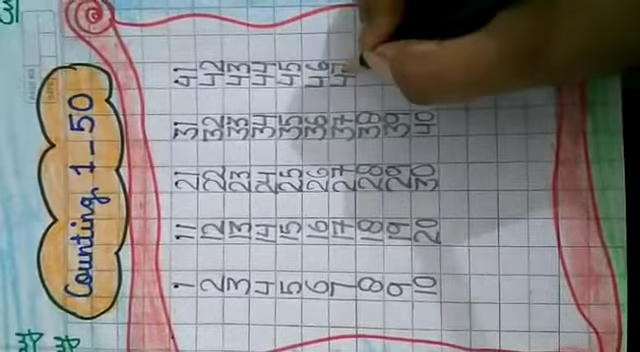 Counting 1-50
1 11 21 31 41
2 12 22 32 42
3 13 23 33 43
4 14 24 34 44
5 15 25 35 45
6 16 26 36 46
7 17 27 37 47
8 18 28 38
9 19 29 39
10 20 30 40